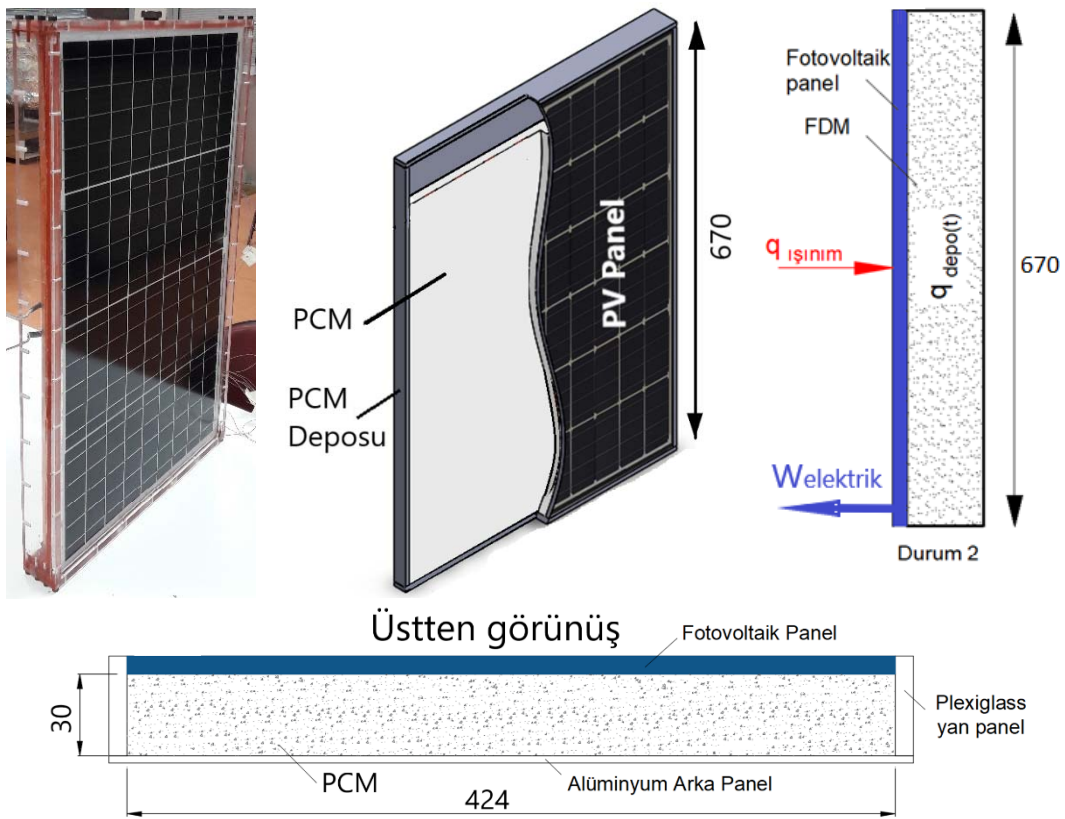 PCM
PCM
Deposu
PV Panel
670
Fotovoltaik
panel
FDM
q ışınım
q depo(t)
670
Welektrik
Durum 2
Üstten görünüş
Fotovoltaik Panel
30
Plexiglass
yan panel
PCM
Alüminyum Arka Panel
424